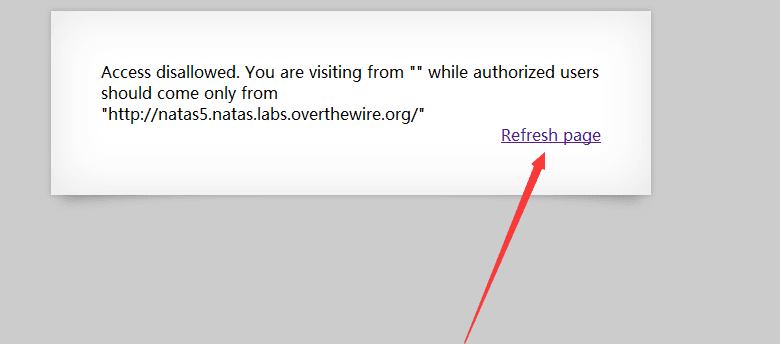 Access disallowed. You are visiting from "" while authorized users
should come only from
"http://natas5.natas.labs.overthewire.org/"
Refresh page